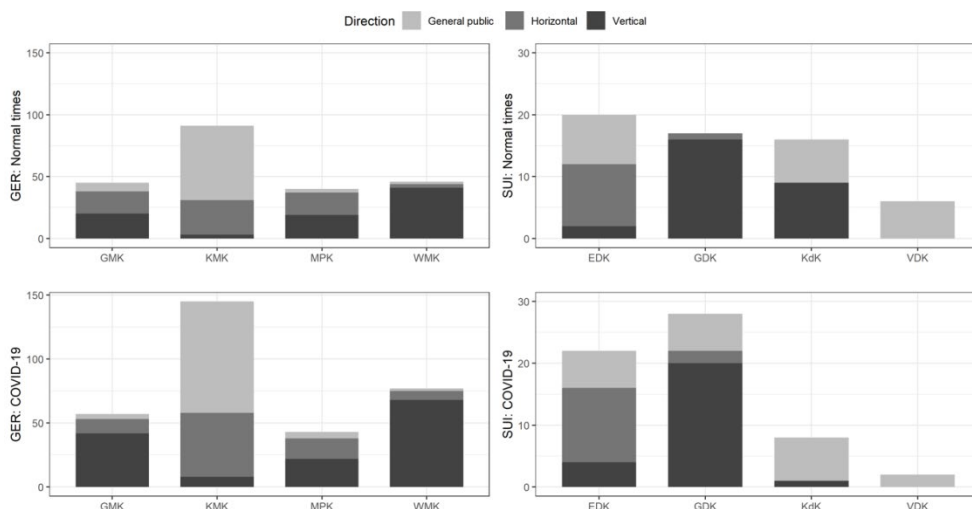 Direction General public Horizontal Vertical
GER: Normal times
150
100
50
0
GMK KMK MPK WMK
SUI: Normal times
30
20
10
0
EDK GDK KdK VDK
GER: COVID-19
150
100
50
0
GMK KMK MPK WMK
SUI: COVID-19
30
20
10
0
EDK GDK KdK VDK